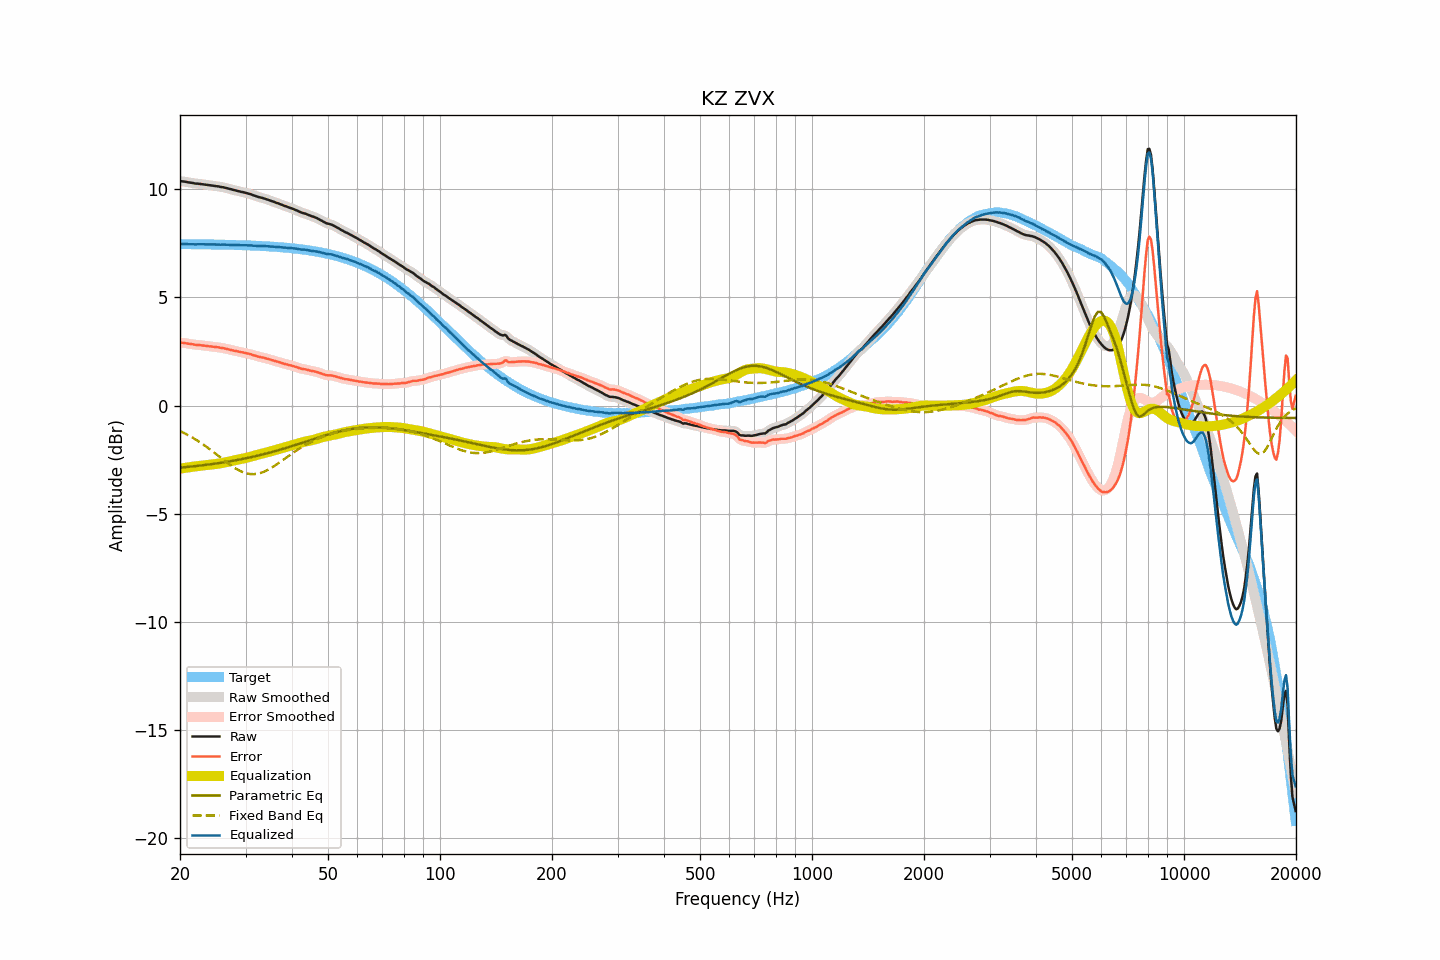 KZ ZVX
10
5
0
−5
−10
−15
−20
Amplitude (dBr)
Target
Raw Smoothed
Error Smoothed
Raw
Error
Equalization
Parametric Eq
Fixed Band Eq
Equalized
20 50 100 200 500 1000 2000 5000 10000 20000
Frequency (Hz)